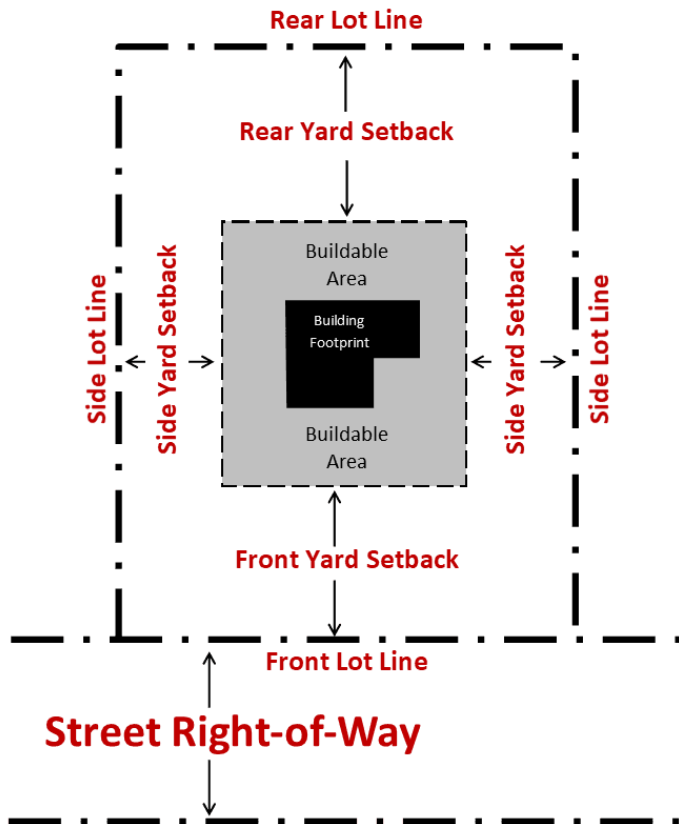 Rear Lot Line
Rear Yard Setback
Buildable
Area
Building
Footprint
Side Lot Line
Side Yard Setback
Side Yard Setback
Side Lot Line
Buildable
Area
Front Yard Setback
Front Lot Line
Street Right-of-Way